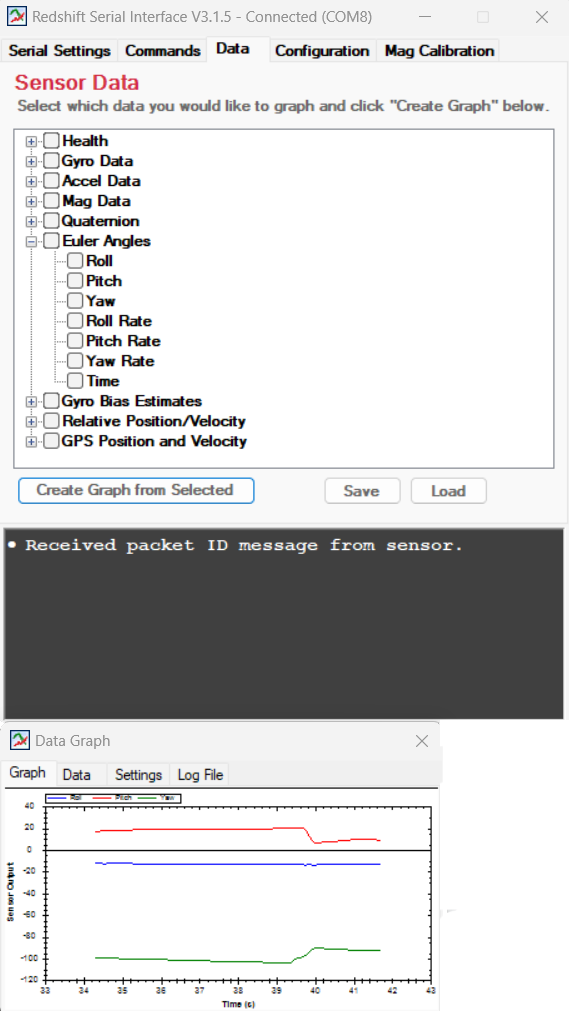 Redshift Serial Interface V3.1.5 - Connected (COM8)
Serial Settings Commands Data Configuration Mag Calibration
Sensor Data
Select which data you would like to graph and click "Create Graph" below.
Health
Gyro Data
Accel Data
Mag Data
Quaternion
Euler Angles
Roll
Pitch
Yaw
Roll Rate
Pitch Rate
Yaw Rate
Time
Gyro Bias Estimates
Relative Position/Velocity
GPS Position and Velocity
Create Graph from Selected Save Load
• Received packet ID message from sensor.
Data Graph
Graph Data Settings Log File
Roll Pitch Yaw
40
20
0
-20
-40
-60
-80
-100
-120
Sensor Output
33 34 35 36 37 38 39 40 41 42 43
Time (s)